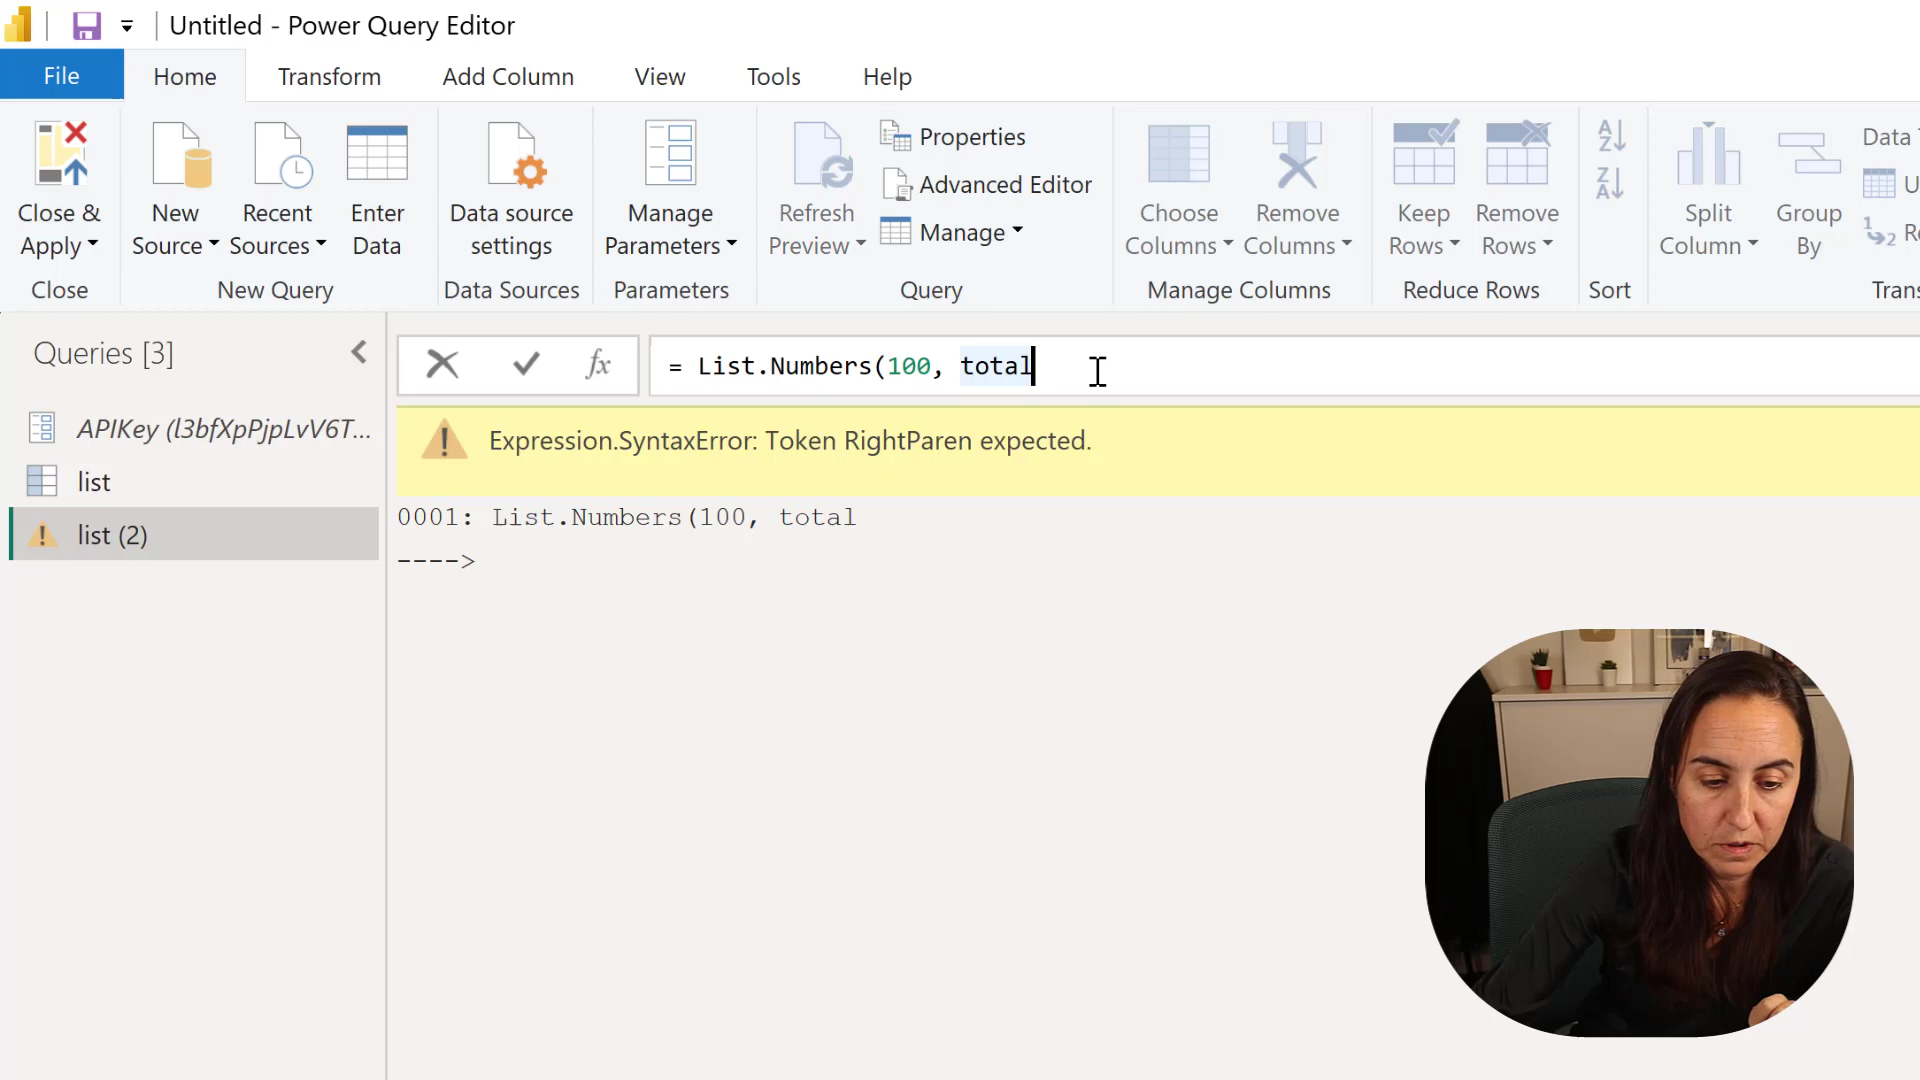 Untitled - Power Query Editor
File Home Transform Add Column View Tools Help
Close & Apply
New Source
Recent Sources
Enter Data
Data source settings
Manage Parameters
Refresh Preview
Properties
Advanced Editor
Manage
Choose Columns
Remove Columns
Keep Rows
Remove Rows
A Z
Z A
Split Column
Group By
Data
1 2
Close New Query Data Sources Parameters Query Manage Columns Reduce Rows Sort
Queries [3]
fx
= List.Numbers(100, total
APIKey (l3bfXpPjpLvV6T...
list
list (2)
Expression.SyntaxError: Token RightParen expected.
0001: List.Numbers(100, total
---->